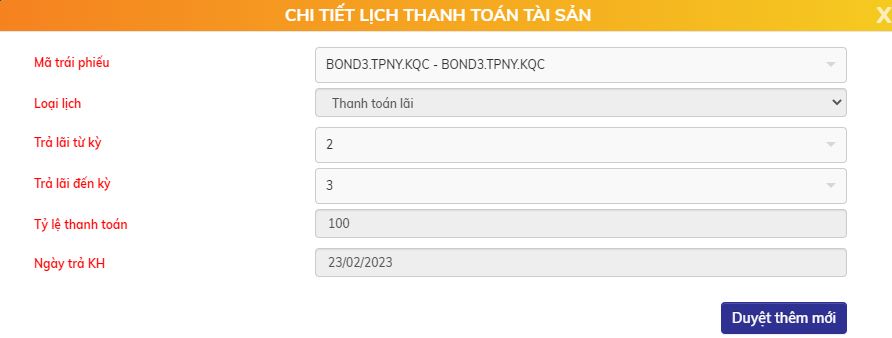 CHI TIẾT LỊCH THANH TOÁN TÀI SẢN X
Mã trái phiếu BOND3.TPNY.KQC - BOND3.TPNY.KQC
Loại lịch Thanh toán lãi
Trả lãi từ kỳ 2
Trả lãi đến kỳ 3
Tỷ lệ thanh toán 100
Ngày trả KH 23/02/2023
Duyệt thêm mới